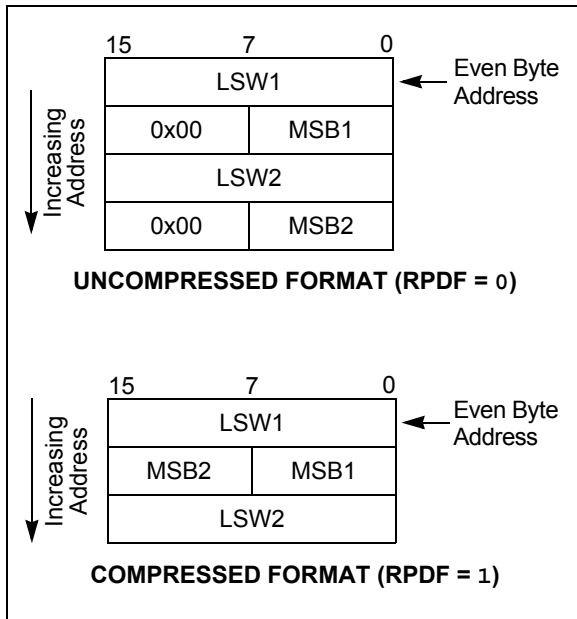 15 7 0
LSW1
Even Byte
Address
0x00 MSB1
LSW2
0x00 MSB2
Increasing
Address
UNCOMPRESSED FORMAT (RPDF = 0)
15 7 0
LSW1
Even Byte
Address
MSB2 MSB1
LSW2
Increasing
Address
COMPRESSED FORMAT (RPDF = 1)